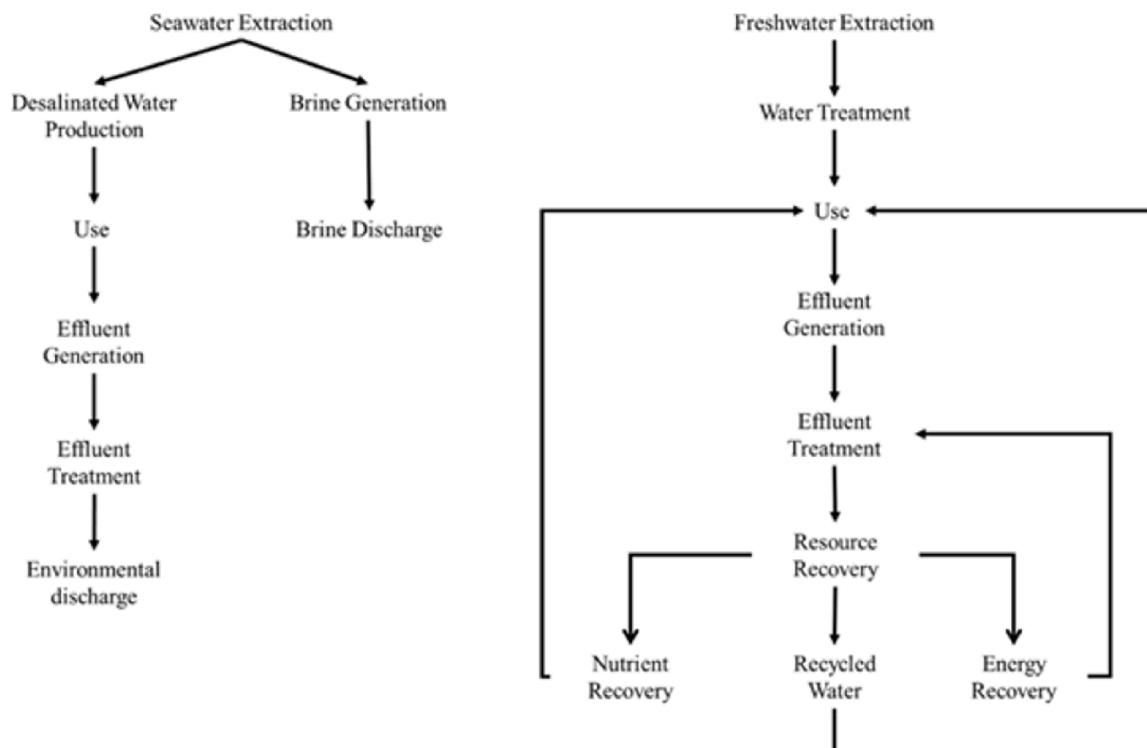 Seawater Extraction
Desalinated Water
Production
Brine Generation
Use
Brine Discharge
Effluent
Generation
Effluent
Treatment
Environmental
discharge
Freshwater Extraction
Water Treatment
Use
Effluent
Generation
Effluent
Treatment
Resource
Recovery
Nutrient
Recovery
Recycled
Water
Energy
Recovery